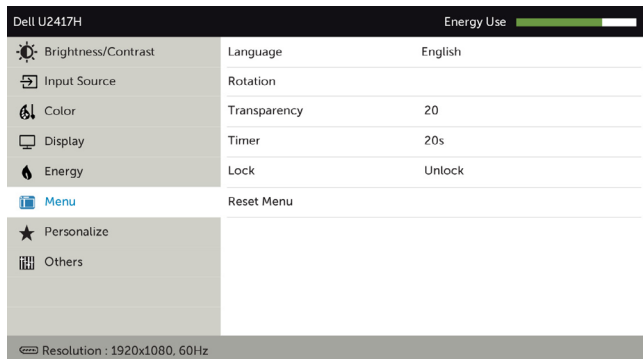 Dell U2417H Energy Use
Brightness/Contrast Language English
Input Source Rotation
Color Transparency 20
Display Timer 20s
Energy Lock Unlock
Menu Reset Menu
Personalize
Others
Resolution : 1920x1080, 60Hz